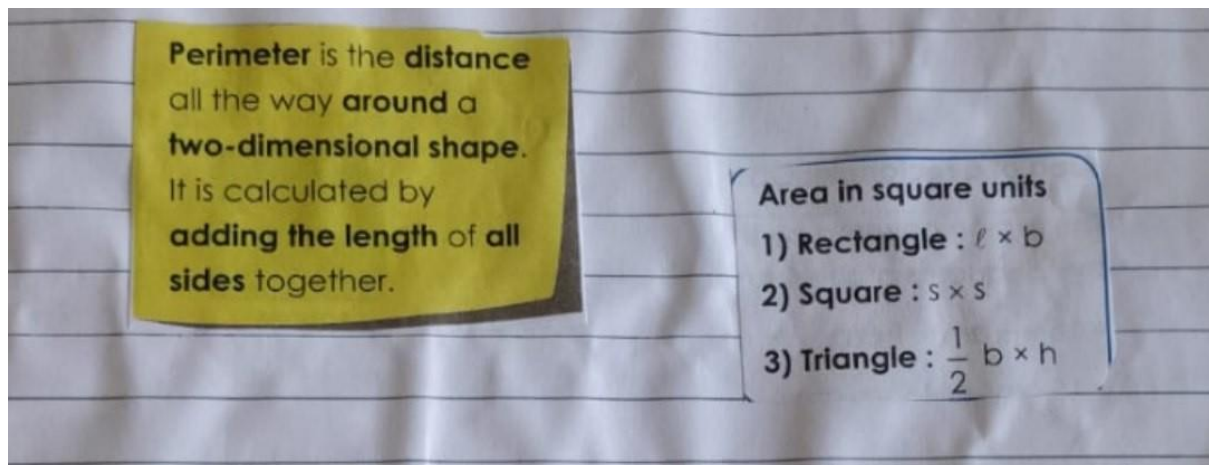 Perimeter is the distance
all the way around a
two-dimensional shape.
It is calculated by
adding the length of all
sides together.
Area in square units
1) Rectangle : ℓ × b
2) Square : s × s
3) Triangle : 1/2 b × h